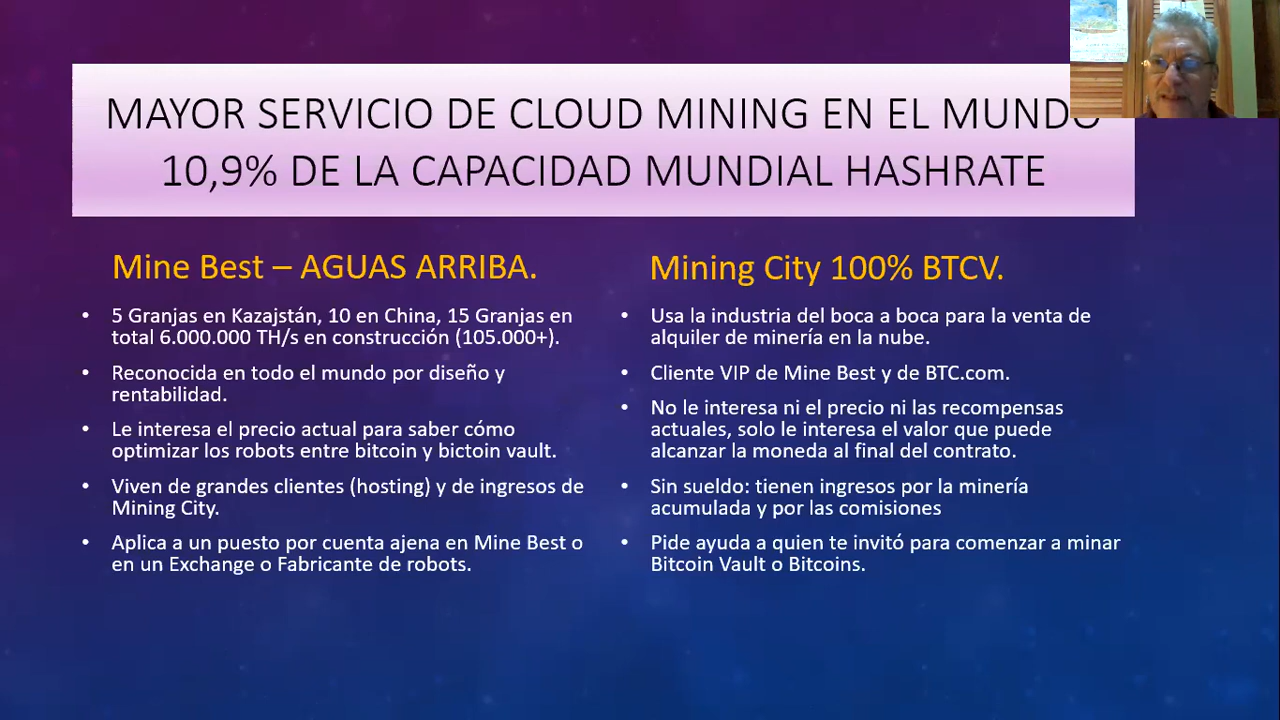 MAYOR SERVICIO DE CLOUD MINING EN EL MUNDO
10,9% DE LA CAPACIDAD MUNDIAL HASHRATE
Mine Best – AGUAS ARRIBA.
• 5 Granjas en Kazajstán, 10 en China, 15 Granjas en
total 6.000.000 TH/s en construcción (105.000+).
• Reconocida en todo el mundo por diseño y
rentabilidad.
• Le interesa el precio actual para saber cómo
optimizar los robots entre bitcoin y bictoin vault.
• Viven de grandes clientes (hosting) y de ingresos de
Mining City.
• Aplica a un puesto por cuenta ajena en Mine Best o
en un Exchange o Fabricante de robots.
Mining City 100% BTCV.
• Usa la industria del boca a boca para la venta de
alquiler de minería en la nube.
• Cliente VIP de Mine Best y de BTC.com.
• No le interesa ni el precio ni las recompensas
actuales, solo le interesa el valor que puede
alcanzar la moneda al final del contrato.
• Sin sueldo: tienen ingresos por la minería
acumulada y por las comisiones
• Pide ayuda a quien te invitó para comenzar a minar
Bitcoin Vault o Bitcoins.